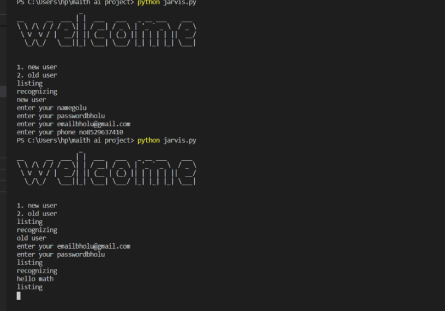 PS C:\Users\hp\maith ai project> python jarvis.py
welcome
1. new user
2. old user
listing
recognizing
new user
enter your namegolu
enter your passwordbholu
enter your emailbholu@gmail.com
enter your phone no8529637410
PS C:\Users\hp\maith ai project> python jarvis.py
welcome
1. new user
2. old user
listing
recognizing
old user
enter your emailbholu@gmail.com
enter your passwordbholu
listing
recognizing
hello math
listing